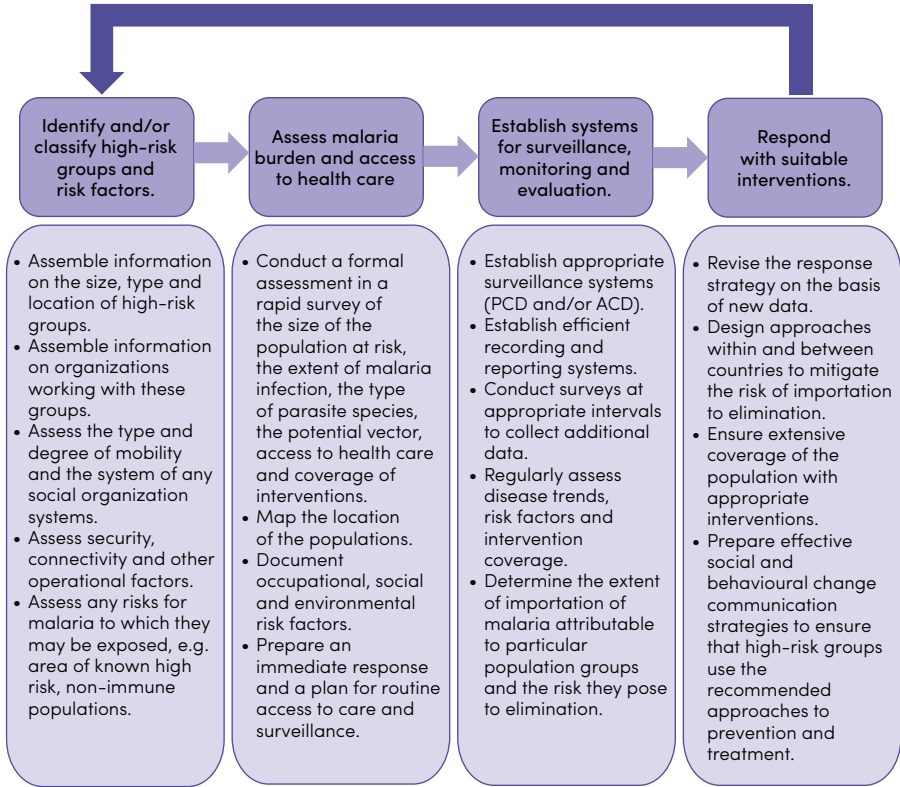 Identify and/or
classify high-risk
groups and
risk factors.
Assess malaria
burden and access
to health care
Establish systems
for surveillance,
monitoring and
evaluation.
Respond
with suitable
interventions.
• Assemble information
on the size, type and
location of high-risk
groups.
• Assemble information
on organizations
working with these
groups.
• Assess the type and
degree of mobility
and the system of any
social organization
systems.
• Assess security,
connectivity and other
operational factors.
• Assess any risks for
malaria to which they
may be exposed, e.g.
area of known high
risk, non-immune
populations.
• Conduct a formal
assessment in a
rapid survey of
the size of the
population at risk,
the extent of malaria
infection, the type
of parasite species,
the potential vector,
access to health care
and coverage of
interventions.
• Map the location
of the populations.
• Document
occupational, social
and environmental
risk factors.
• Prepare an
immediate response
and a plan for routine
access to care and
surveillance.
• Establish appropriate
surveillance systems
(PCD and/or ACD).
• Establish efficient
recording and
reporting systems.
• Conduct surveys at
appropriate intervals
to collect additional
data.
• Regularly assess
disease trends,
risk factors and
intervention
coverage.
• Determine the extent
of importation of
malaria attributable
to particular
population groups
and the risk they pose
to elimination.
• Revise the response
strategy on the basis
of new data.
• Design approaches
within and between
countries to mitigate
the risk of importation
to elimination.
• Ensure extensive
coverage of the
population with
appropriate
interventions.
• Prepare effective
social and
behavioural change
communication
strategies to ensure
that high-risk groups
use the
recommended
approaches to
prevention and
treatment.